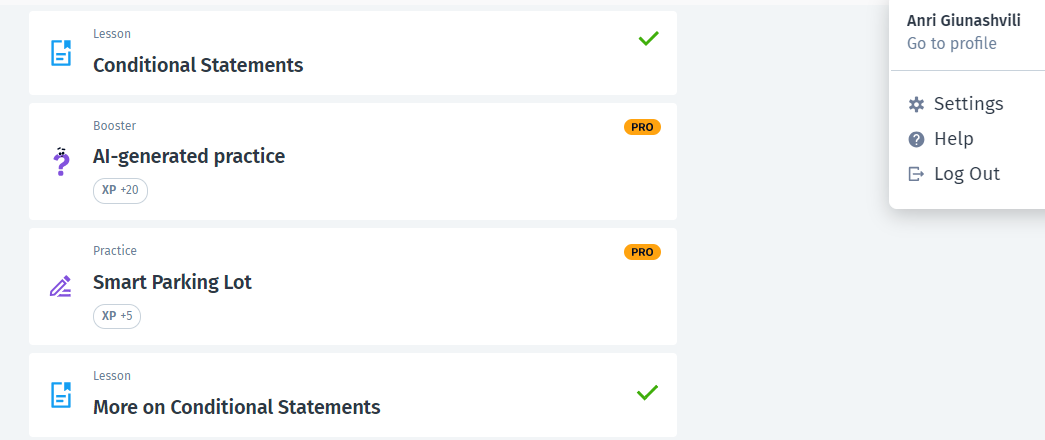 Lesson
Conditional Statements
Booster
PRO
AI-generated practice
XP +20
Practice
PRO
Smart Parking Lot
XP +5
Lesson
More on Conditional Statements
Anri Giunashvili
Go to profile
Settings
Help
Log Out